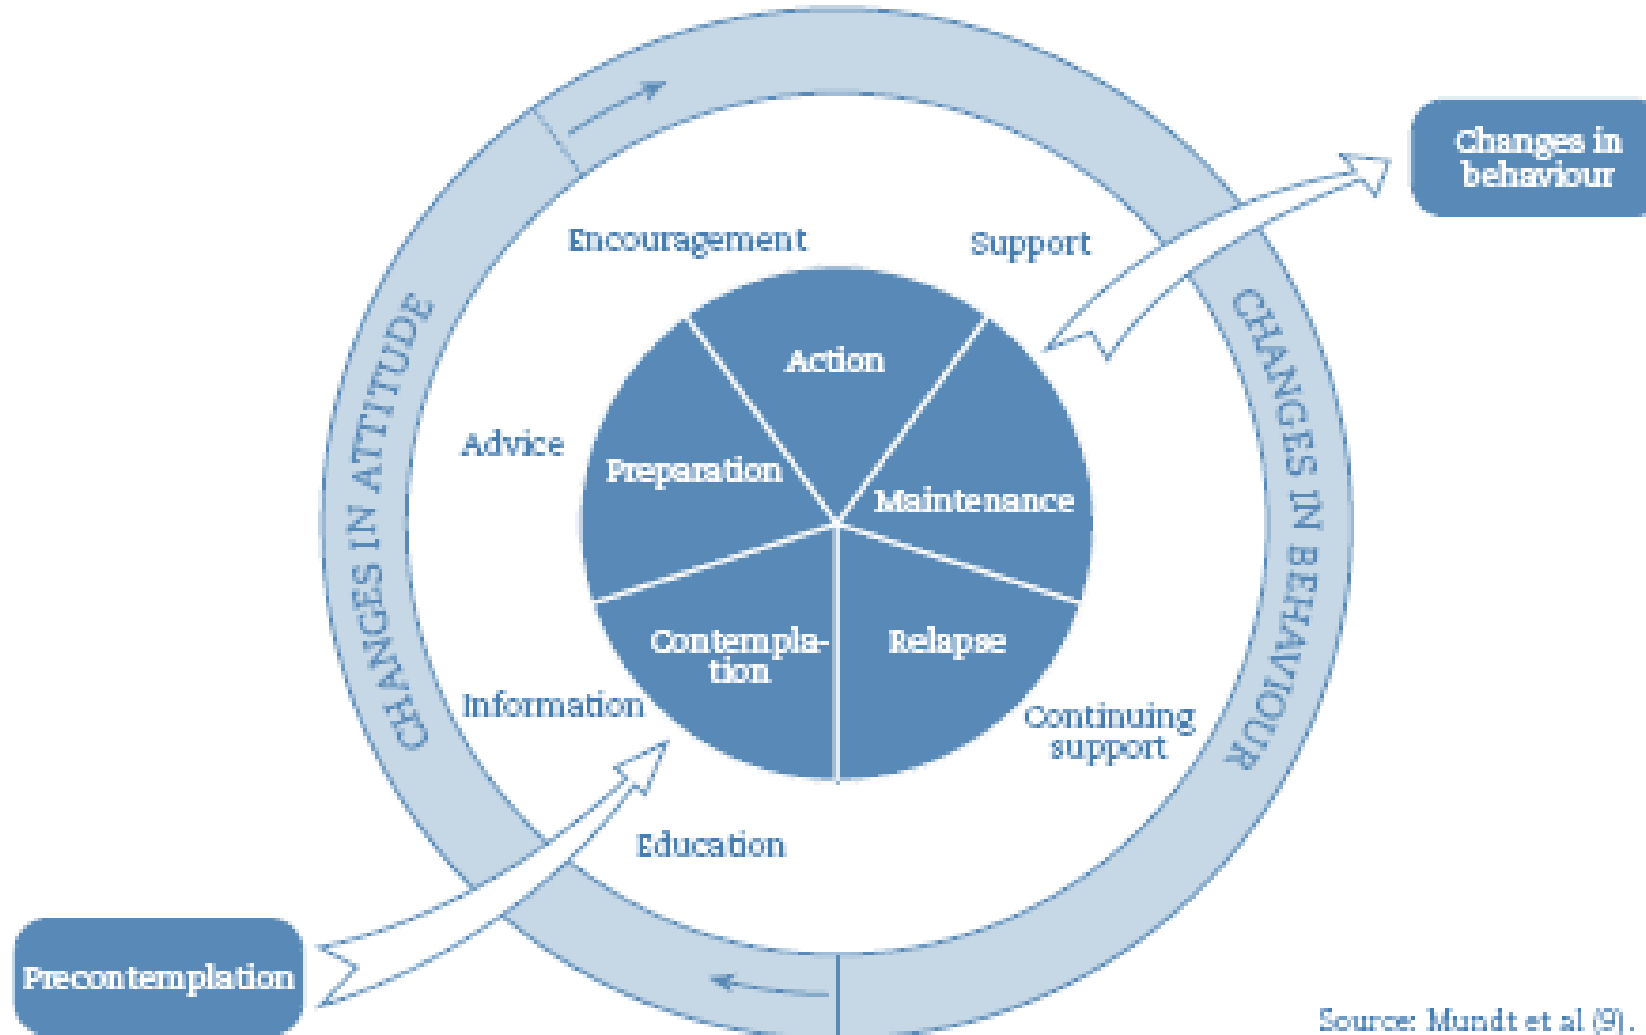 Changes in
behaviour
Encouragement
Support
CHANGES IN ATTITUDE
CHANGES IN BEHAVIOUR
Action
Advice
Preparation
Maintenance
Contempla-
tion
Relapse
Information
Continuing
support
Education
Precontemplation
Source: Mundt et al (9).